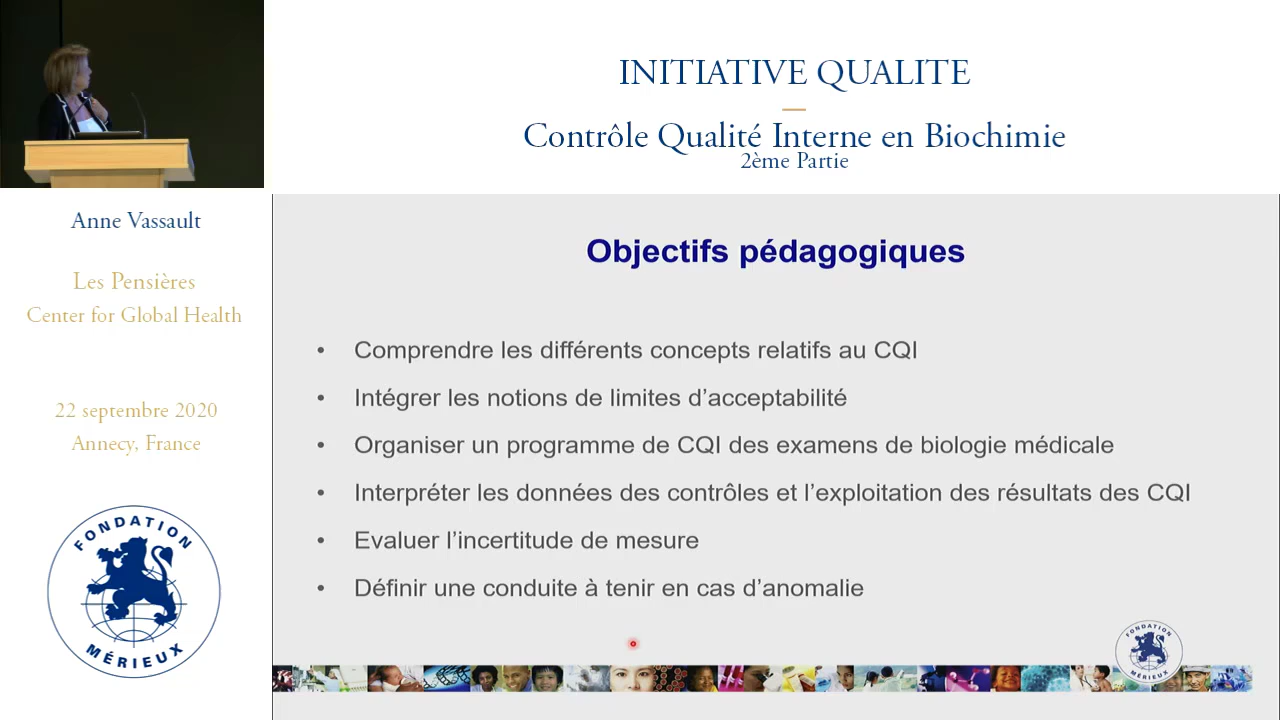 INITIATIVE QUALITE
Contrôle Qualité Interne en Biochimie
2ème Partie
Anne Vassault
Les Pensières
Center for Global Health
22 septembre 2020
Annecy, France
FONDATION
MÉRIEUX
Objectifs pédagogiques
• Comprendre les différents concepts relatifs au CQI
• Intégrer les notions de limites d’acceptabilité
• Organiser un programme de CQI des examens de biologie médicale
• Interpréter les données des contrôles et l’exploitation des résultats des CQI
• Evaluer l’incertitude de mesure
• Définir une conduite à tenir en cas d’anomalie
FONDATION
MÉRIEUX